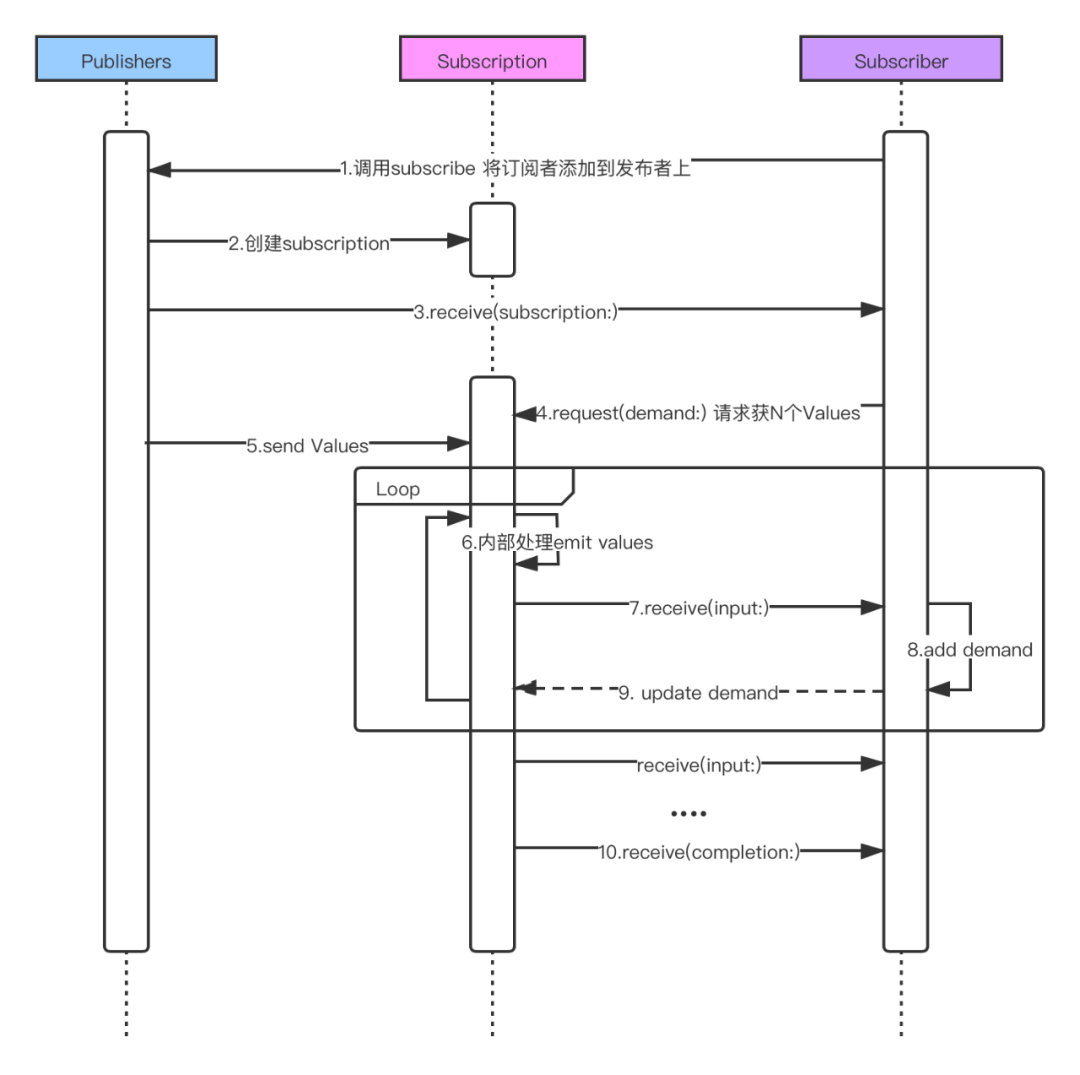 Publishers
Subscription
Subscriber
1.调用subscribe 将订阅者添加到发布者上
2.创建subscription
3.receive(subscription:)
4.request(demand:) 请求获N个Values
5.send Values
Loop
6.内部处理emit values
7.receive(input:)
8.add demand
9. update demand
receive(input:)
••••
10.receive(completion:)